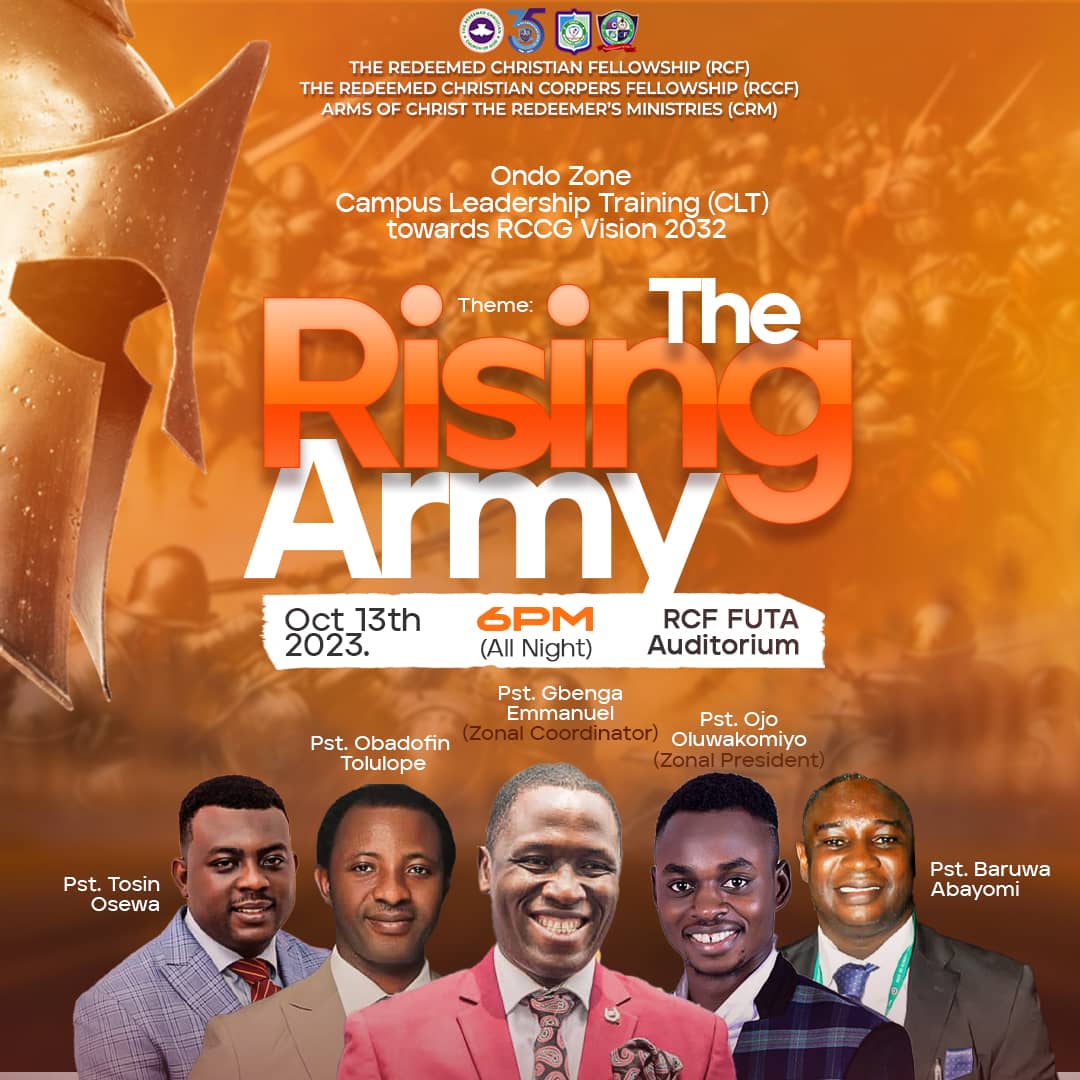 THE REDEEMED CHRISTIAN FELLOWSHIP (RCF)
THE REDEEMED CHRISTIAN CORPERS FELLOWSHIP (RCCF)
ARMS OF CHRIST THE REDEEMER'S MINISTRIES (CRM)
Ondo Zone
Campus Leadership Training (CLT)
towards RCCG Vision 2032
Theme:
The
Rising
Army
Oct 13th
2023.
6PM
(All Night)
RCF FUTA
Auditorium
Pst. Gbenga
Emmanuel
(Zonal Coordinator)
Pst. Ojo
Oluwakomiyo
(Zonal President)
Pst. Obadofin
Tolulope
Pst. Tosin
Osewa
Pst. Baruwa
Abayomi